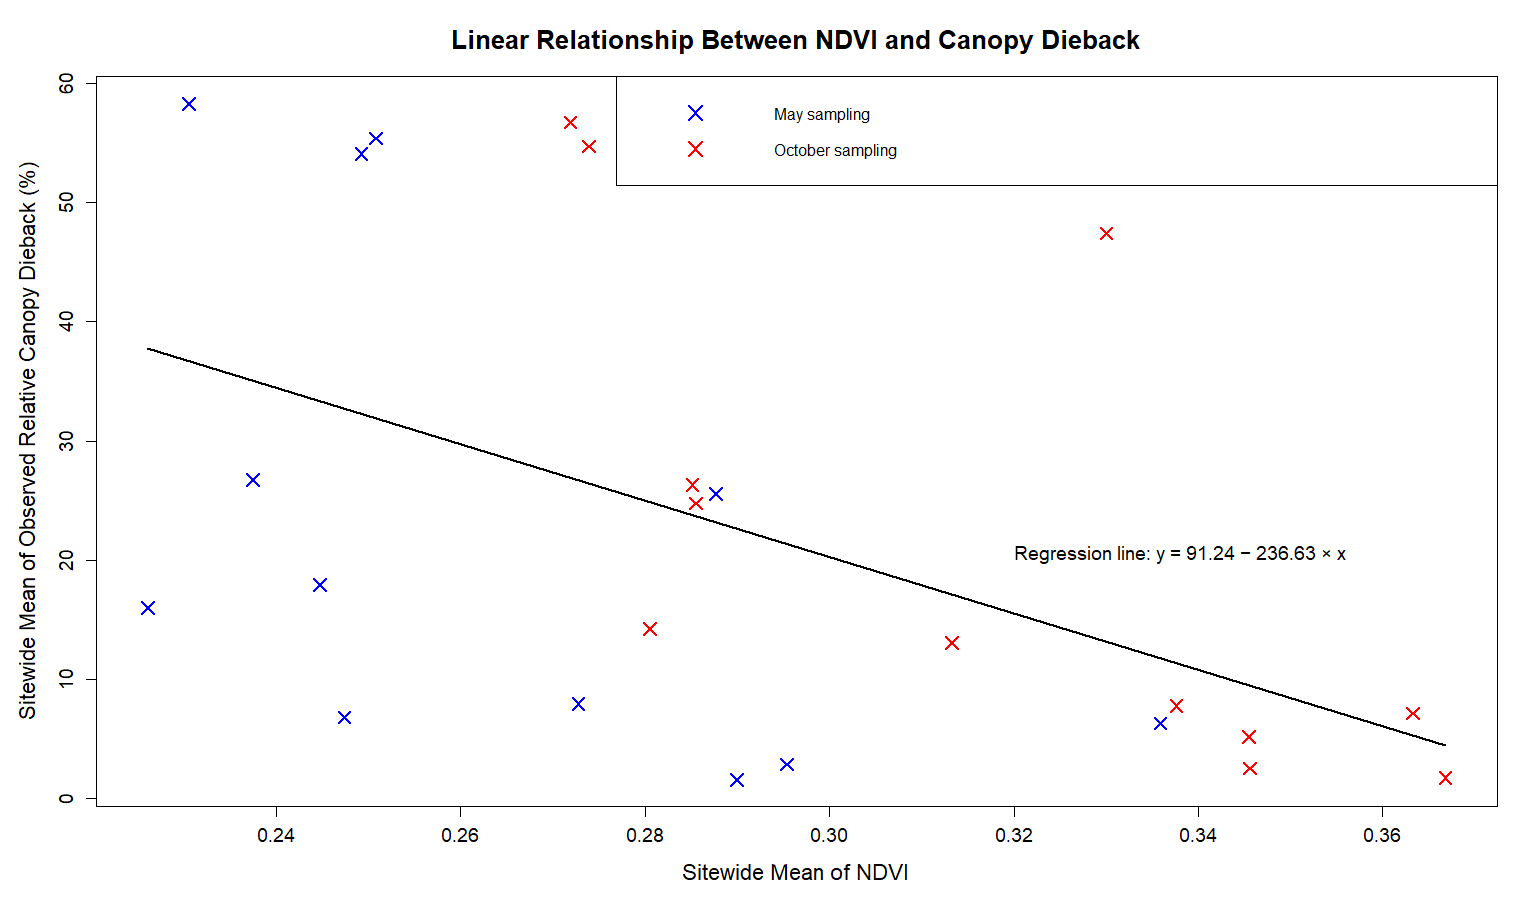 Linear Relationship Between NDVI and Canopy Dieback
May sampling
October sampling
Sitewide Mean of Observed Relative Canopy Dieback (%)
60
50
40
30
20
10
0
Regression line: y = 91.24 − 236.63 × x
0.24 0.26 0.28 0.30 0.32 0.34 0.36
Sitewide Mean of NDVI